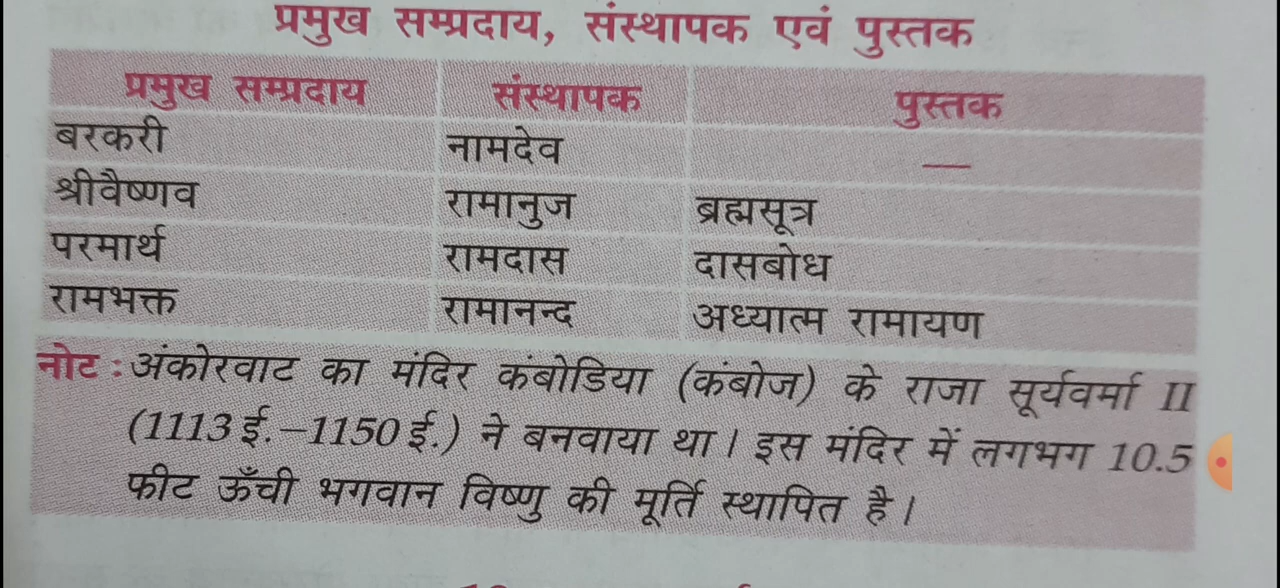 प्रमुख सम्प्रदाय, संस्थापक एवं पुस्तक
प्रमुख सम्प्रदाय संस्थापक पुस्तक
बरकरी नामदेव —
श्रीवैष्णव रामानुज ब्रह्मसूत्र
परमार्थ रामदास दासबोध
रामभक्त रामानन्द अध्यात्म रामायण
नोट : अंकोरवाट का मंदिर कंबोडिया (कंबोज) के राजा सूर्यवर्मा II
(1113 ई.–1150 ई.) ने बनवाया था। इस मंदिर में लगभग 10.5
फीट ऊँची भगवान विष्णु की मूर्ति स्थापित है।